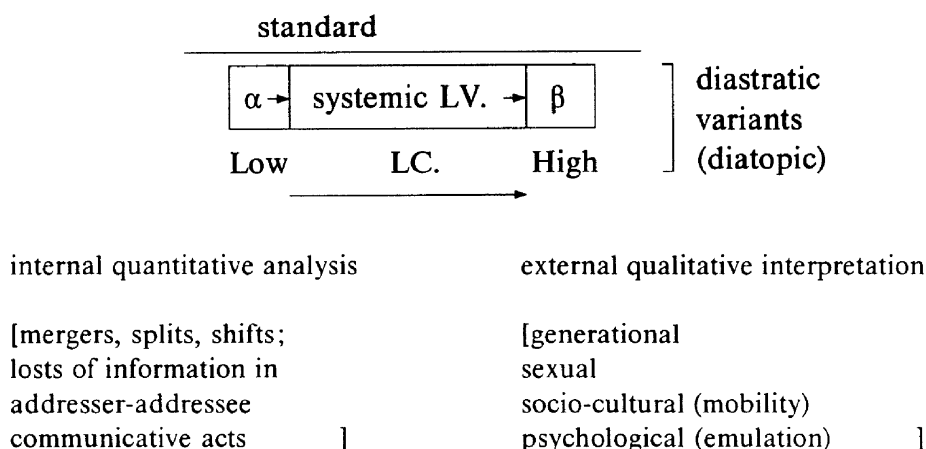 standard
α → systemic LV. → β
Low LC. High
diastratic
variants
(diatopic)
internal quantitative analysis
[mergers, splits, shifts;
losts of information in
addresser-addressee
communicative acts ]
external qualitative interpretation
[generational
sexual
socio-cultural (mobility)
psychological (emulation) ]